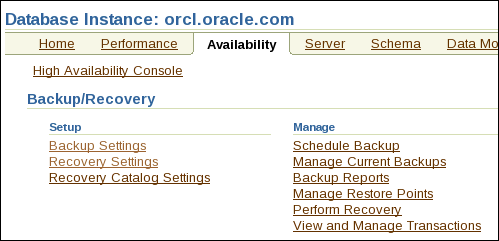 Database Instance: orcl.oracle.com
Home Performance Availability Server Schema Data Mo
High Availability Console
Backup/Recovery
Setup
Backup Settings
Recovery Settings
Recovery Catalog Settings
Manage
Schedule Backup
Manage Current Backups
Backup Reports
Manage Restore Points
Perform Recovery
View and Manage Transactions